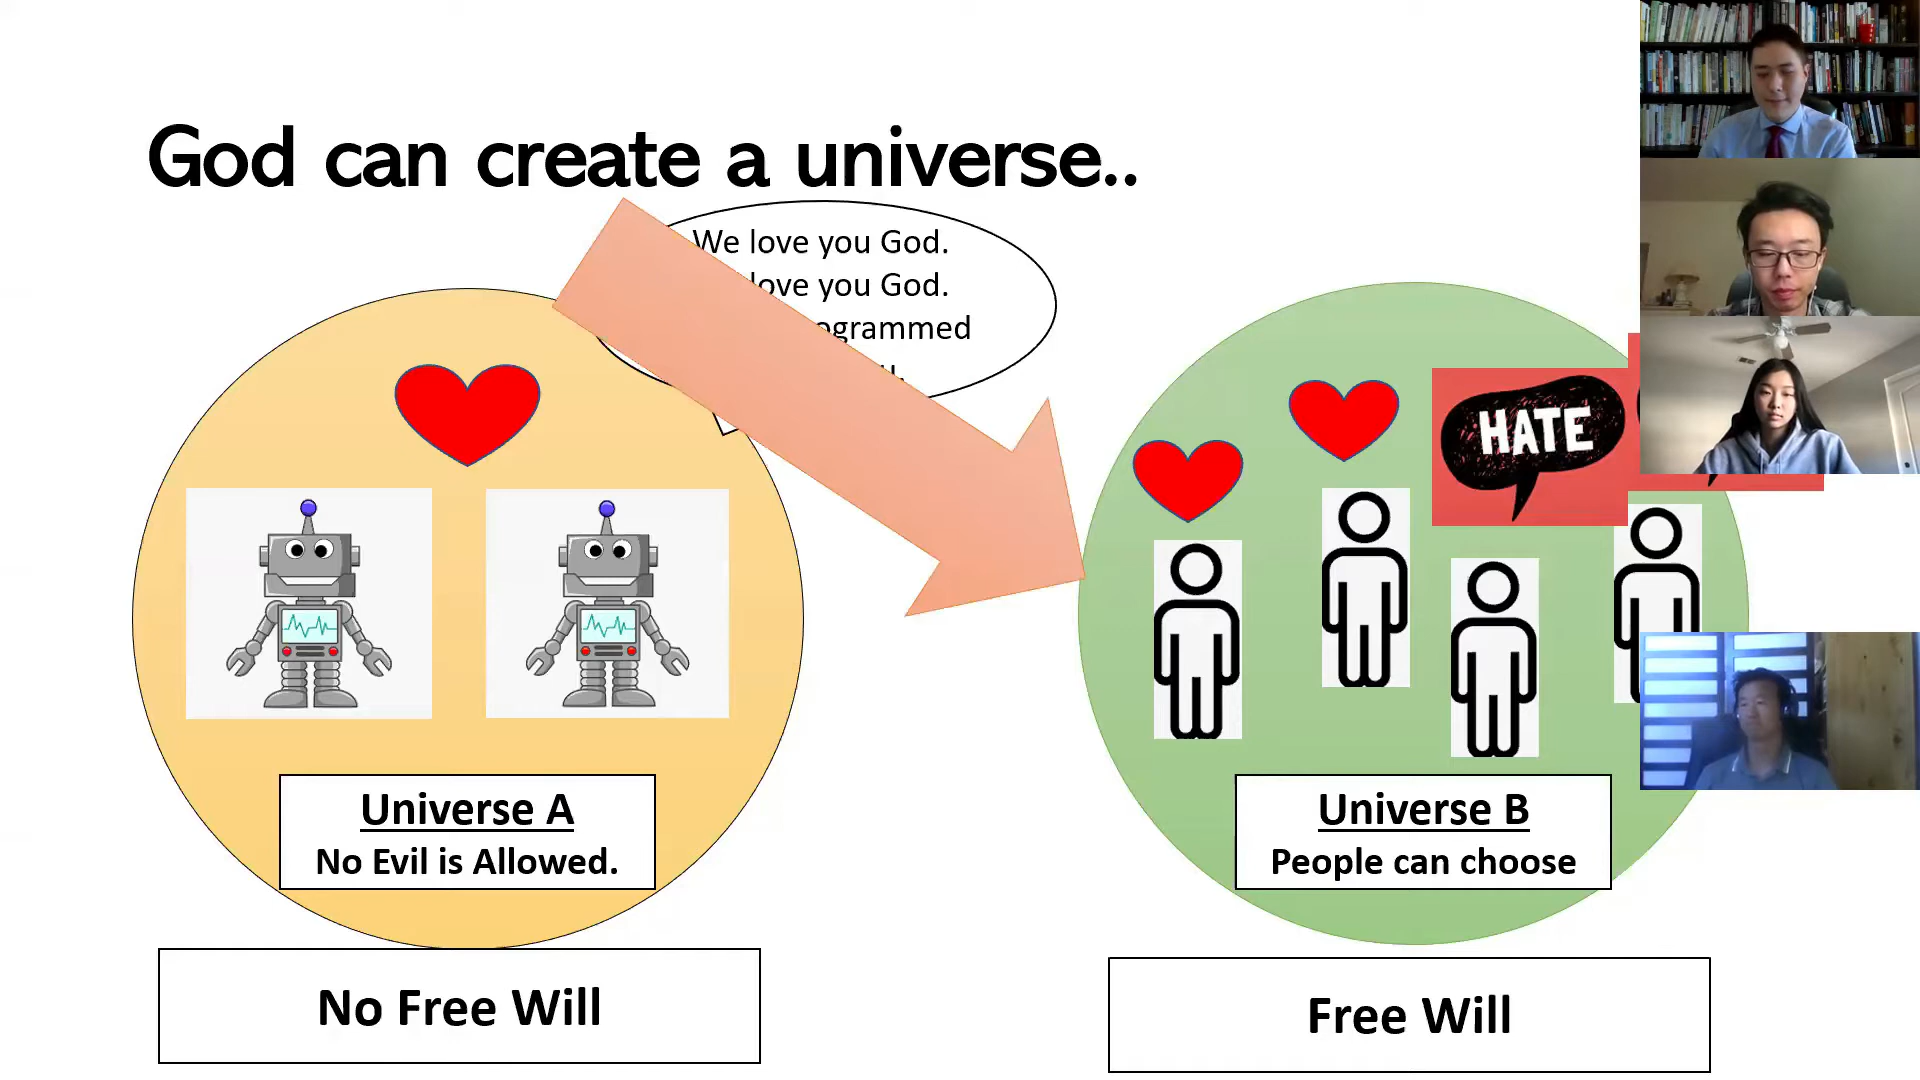 God can create a universe..
We love you God.
love you God.
HATE
Universe A
No Evil is Allowed.
Universe B
People can choose
No Free Will
Free Will